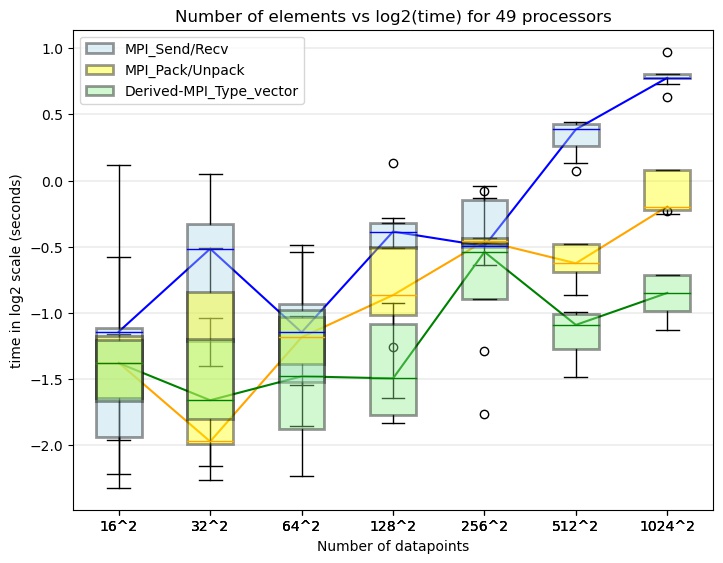 Number of elements vs log2(time) for 49 processors
MPI_Send/Recv
MPI_Pack/Unpack
Derived-MPI_Type_vector
time in log2 scale (seconds)
1.0
0.5
0.0
−0.5
−1.0
−1.5
−2.0
16^2 32^2 64^2 128^2 256^2 512^2 1024^2
Number of datapoints